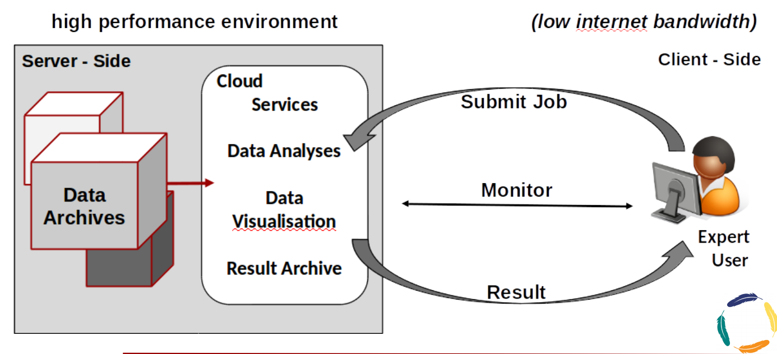 high performance environment
(low internet bandwidth)
Server - Side
Client - Side
Cloud
Services
Data Analyses
Data
Visualisation
Result Archive
Data
Archives
Submit Job
Monitor
Result
Expert
User